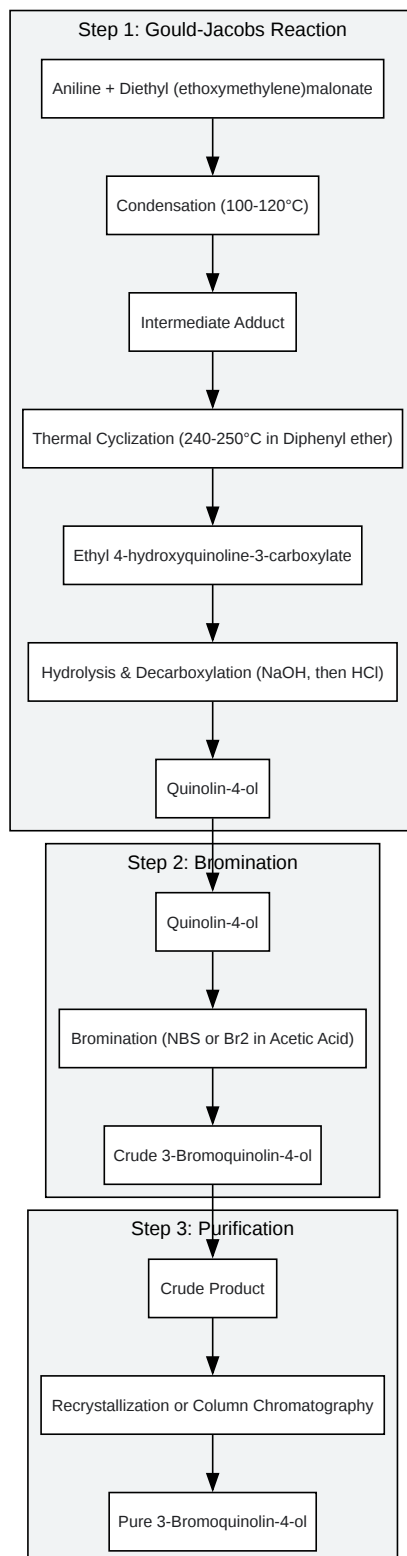 Step 1: Gould-Jacobs Reaction
Aniline + Diethyl (ethoxymethylene)malonate
Condensation (100-120°C)
Intermediate Adduct
Thermal Cyclization (240-250°C in Diphenyl ether)
Ethyl 4-hydroxyquinoline-3-carboxylate
Hydrolysis & Decarboxylation (NaOH, then HCl)
Quinolin-4-ol
Step 2: Bromination
Quinolin-4-ol
Bromination (NBS or Br2 in Acetic Acid)
Crude 3-Bromoquinolin-4-ol
Step 3: Purification
Crude Product
Recrystallization or Column Chromatography
Pure 3-Bromoquinolin-4-ol